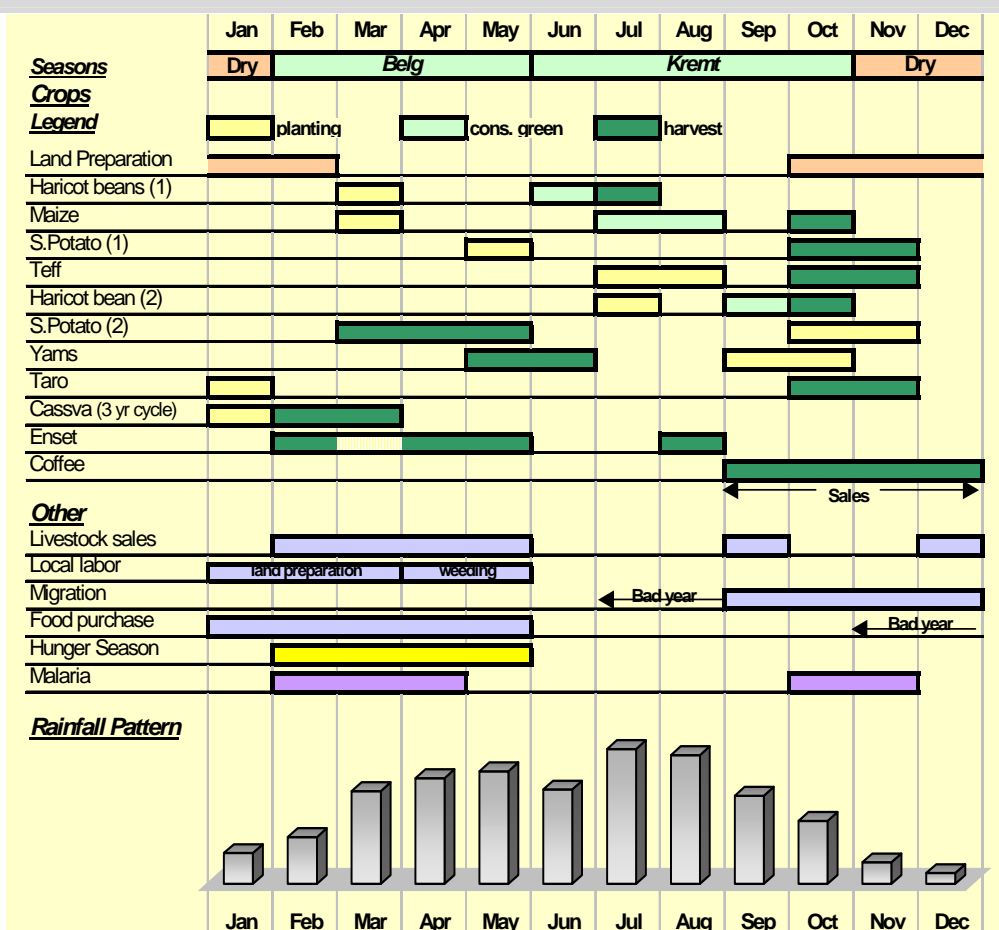 Jan Feb Mar Apr May Jun Jul Aug Sep Oct Nov Dec
Seasons Dry Belg Kremt Dry
Crops
Legend planting cons. green harvest
Land Preparation
Haricot beans (1)
Maize
S.Potato (1)
Teff
Haricot bean (2)
S.Potato (2)
Yams
Taro
Cassva (3 yr cycle)
Enset
Coffee
Sales
Other
Livestock sales
Local labor land preparation weeding
Migration Bad year
Food purchase Bad year
Hunger Season
Malaria
Rainfall Pattern
Jan Feb Mar Apr May Jun Jul Aug Sep Oct Nov Dec